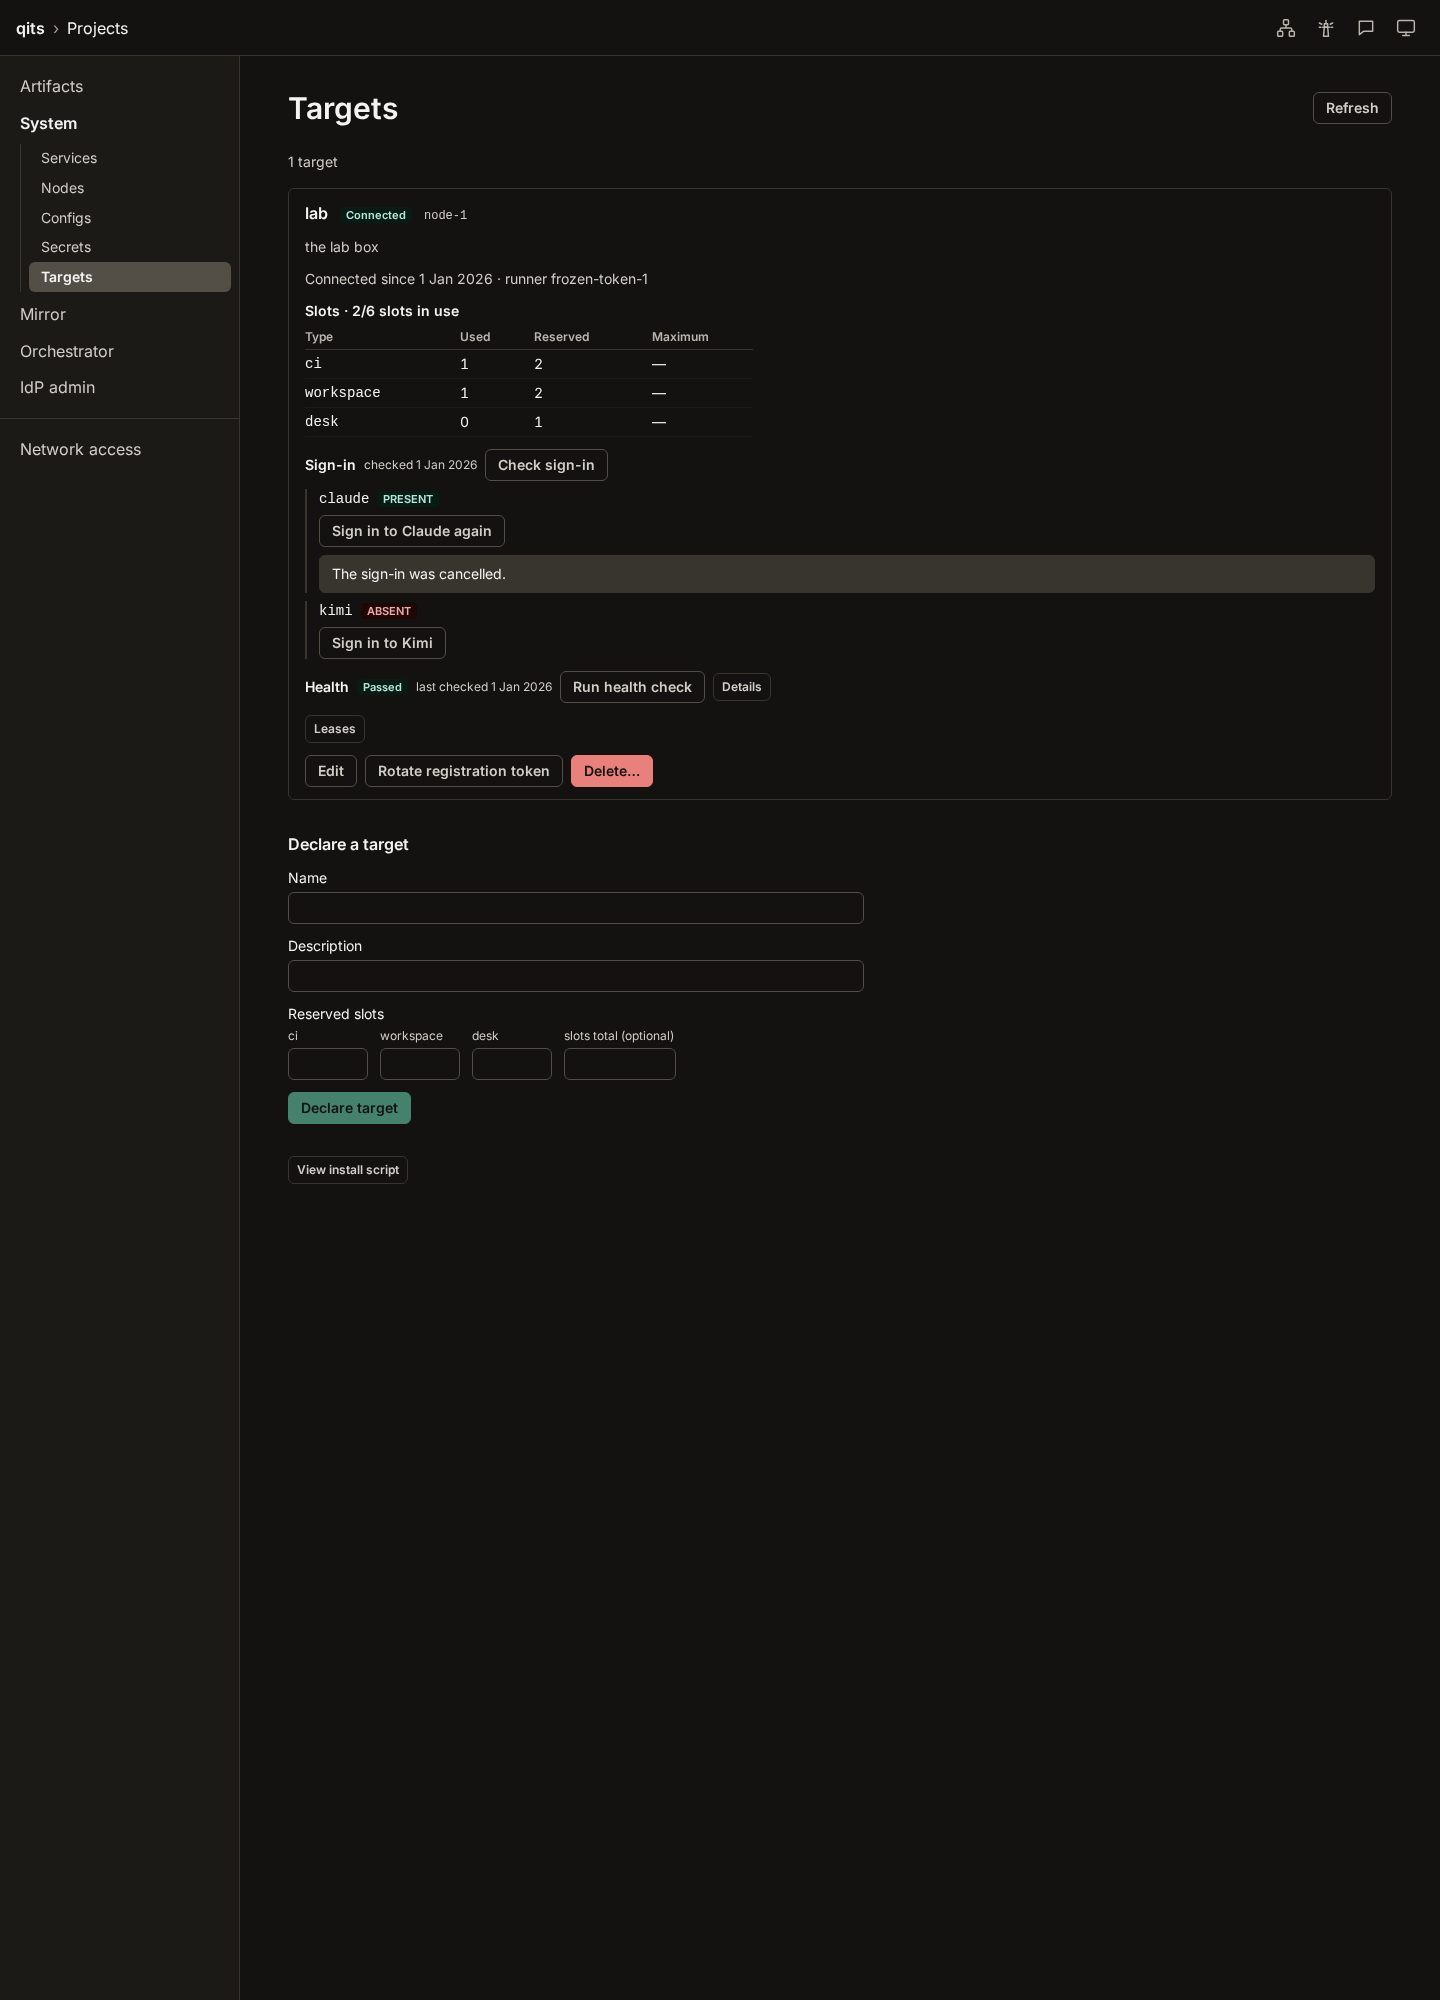 qits › Projects
Artifacts
System
Services
Nodes
Configs
Secrets
Targets
Mirror
Orchestrator
IdP admin
Network access
Targets
Refresh
1 target
lab Connected node-1
the lab box
Connected since 1 Jan 2026 · runner frozen-token-1
Slots · 2/6 slots in use
Type Used Reserved Maximum
ci 1 2 —
workspace 1 2 —
desk 0 1 —
Sign-in checked 1 Jan 2026 Check sign-in
claude PRESENT
Sign in to Claude again
The sign-in was cancelled.
kimi ABSENT
Sign in to Kimi
Health Passed last checked 1 Jan 2026 Run health check Details
Leases
Edit Rotate registration token Delete...
Declare a target
Name
Description
Reserved slots
ci workspace desk slots total (optional)
Declare target
View install script